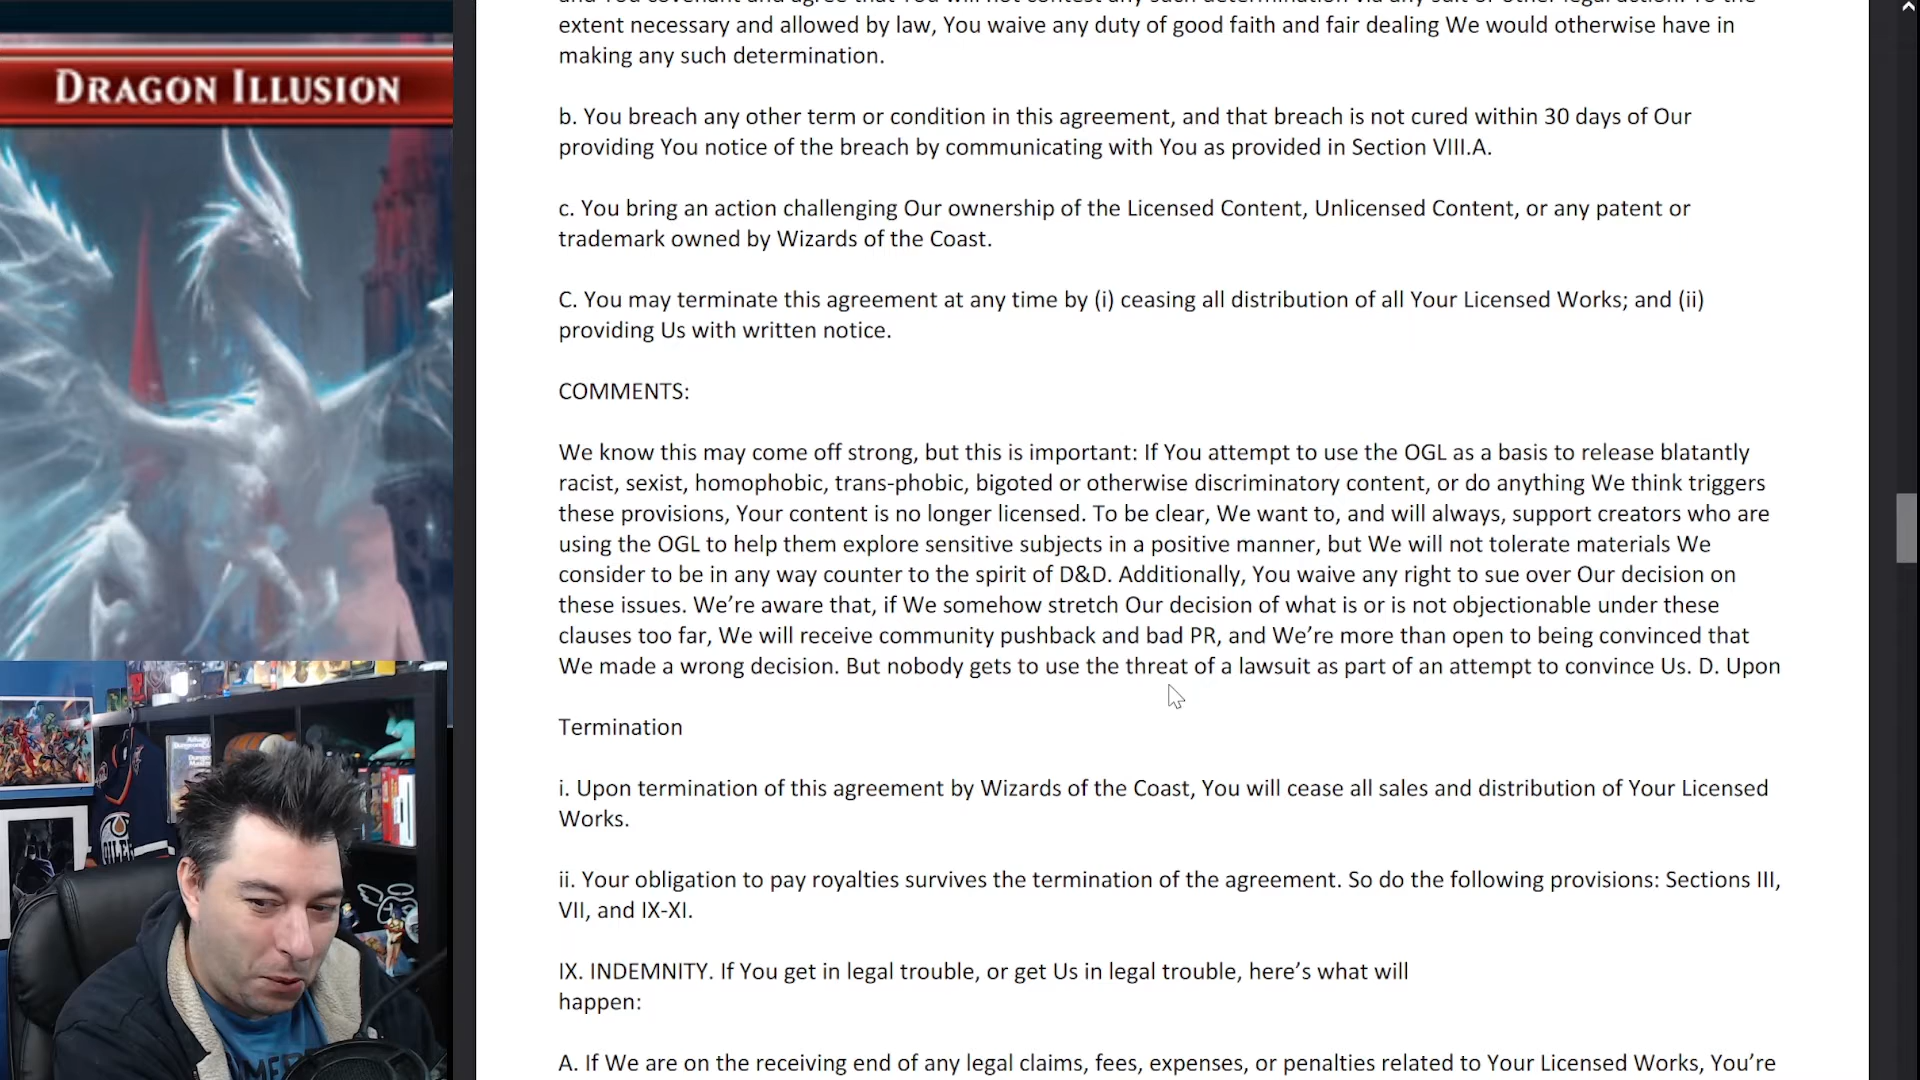 DRAGON ILLUSION
extent necessary and allowed by law, You waive any duty of good faith and fair dealing We would otherwise have in
making any such determination.
b. You breach any other term or condition in this agreement, and that breach is not cured within 30 days of Our
providing You notice of the breach by communicating with You as provided in Section VIII.A.
c. You bring an action challenging Our ownership of the Licensed Content, Unlicensed Content, or any patent or
trademark owned by Wizards of the Coast.
C. You may terminate this agreement at any time by (i) ceasing all distribution of all Your Licensed Works; and (ii)
providing Us with written notice.
COMMENTS:
We know this may come off strong, but this is important: If You attempt to use the OGL as a basis to release blatantly
racist, sexist, homophobic, trans-phobic, bigoted or otherwise discriminatory content, or do anything We think triggers
these provisions, Your content is no longer licensed. To be clear, We want to, and will always, support creators who are
using the OGL to help them explore sensitive subjects in a positive manner, but We will not tolerate materials We
consider to be in any way counter to the spirit of D&D. Additionally, You waive any right to sue over Our decision on
these issues. We’re aware that, if We somehow stretch Our decision of what is or is not objectionable under these
clauses too far, We will receive community pushback and bad PR, and We’re more than open to being convinced that
We made a wrong decision. But nobody gets to use the threat of a lawsuit as part of an attempt to convince Us. D. Upon
Termination
i. Upon termination of this agreement by Wizards of the Coast, You will cease all sales and distribution of Your Licensed
Works.
ii. Your obligation to pay royalties survives the termination of the agreement. So do the following provisions: Sections III,
VII, and IX-XI.
IX. INDEMNITY. If You get in legal trouble, or get Us in legal trouble, here’s what will
happen:
A. If We are on the receiving end of any legal claims, fees, expenses, or penalties related to Your Licensed Works, You’re